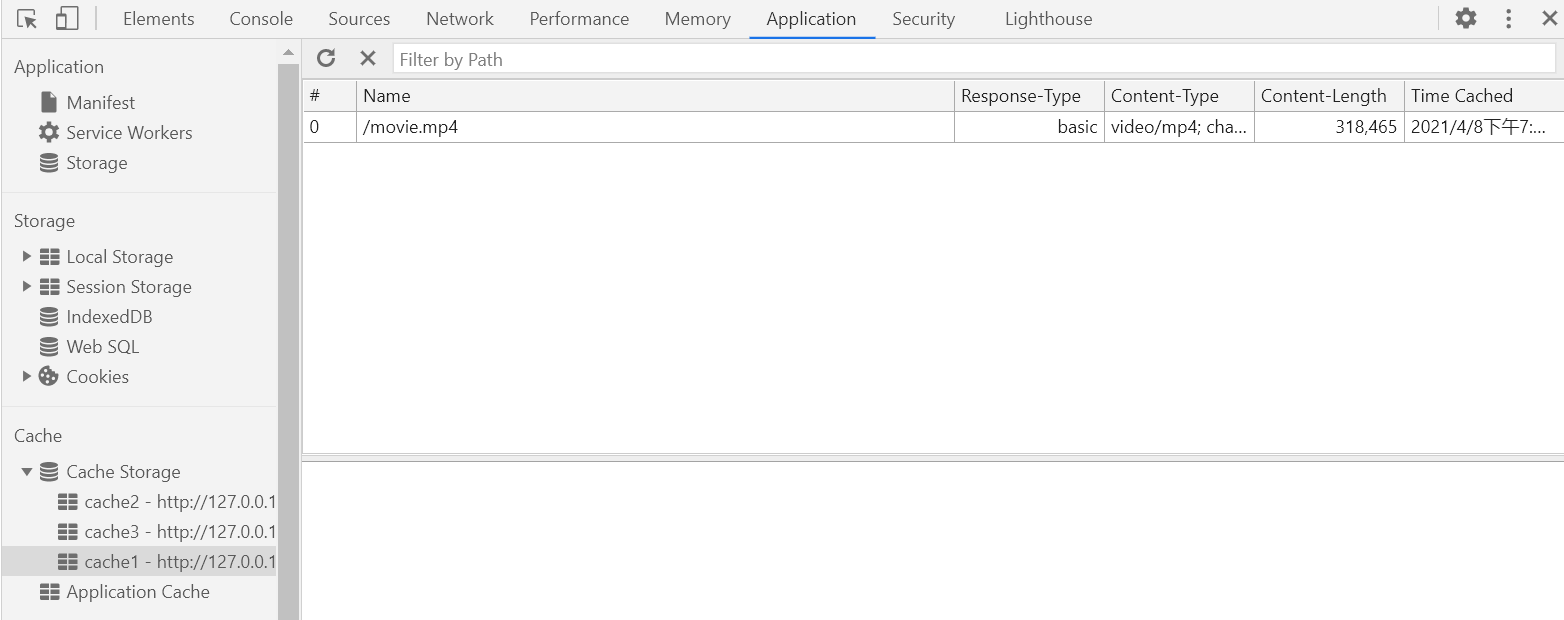 Elements Console Sources Network Performance Memory Application Security Lighthouse
Application
Manifest
Service Workers
Storage
Storage
Local Storage
Session Storage
IndexedDB
Web SQL
Cookies
Cache
Cache Storage
cache2 - http://127.0.0.1
cache3 - http://127.0.0.1
cache1 - http://127.0.0.1
Application Cache
Filter by Path
# Name Response-Type Content-Type Content-Length Time Cached
0 /movie.mp4 basic video/mp4; cha... 318,465 2021/4/8下午7:...